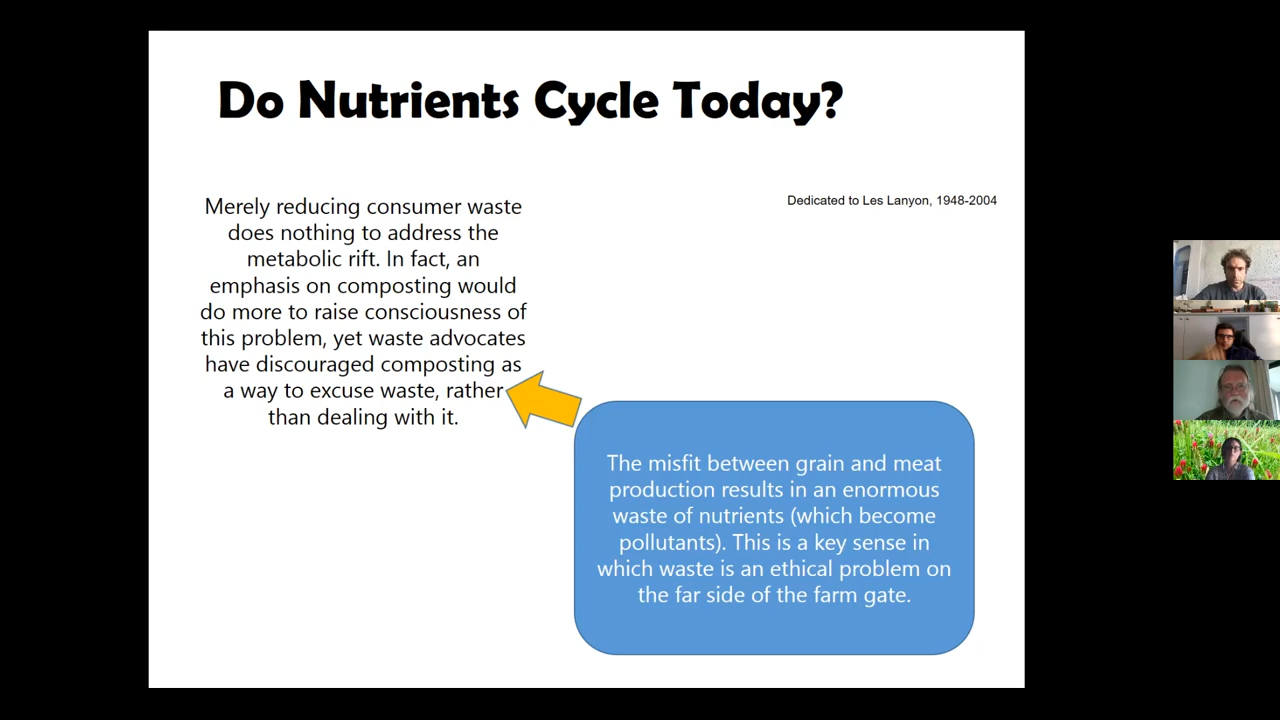 Do Nutrients Cycle Today?
Dedicated to Les Lanyon, 1948-2004
Merely reducing consumer waste
does nothing to address the
metabolic rift. In fact, an
emphasis on composting would
do more to raise consciousness of
this problem, yet waste advocates
have discouraged composting as
a way to excuse waste, rather
than dealing with it.
The misfit between grain and meat
production results in an enormous
waste of nutrients (which become
pollutants). This is a key sense in
which waste is an ethical problem on
the far side of the farm gate.